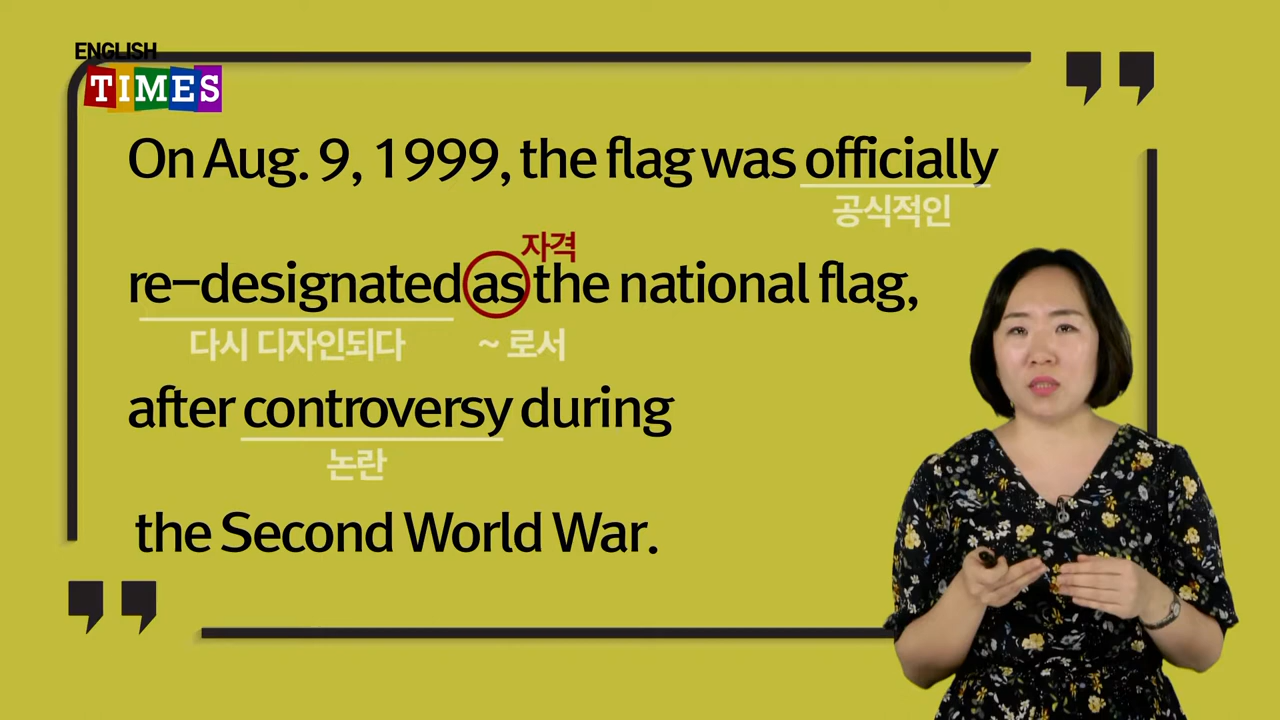 ENGLISH
TIMES
On Aug. 9, 1999, the flag was officially
공식적인
자격
re-designated as the national flag,
다시 디자인되다 ~ 로서
after controversy during
논란
the Second World War.